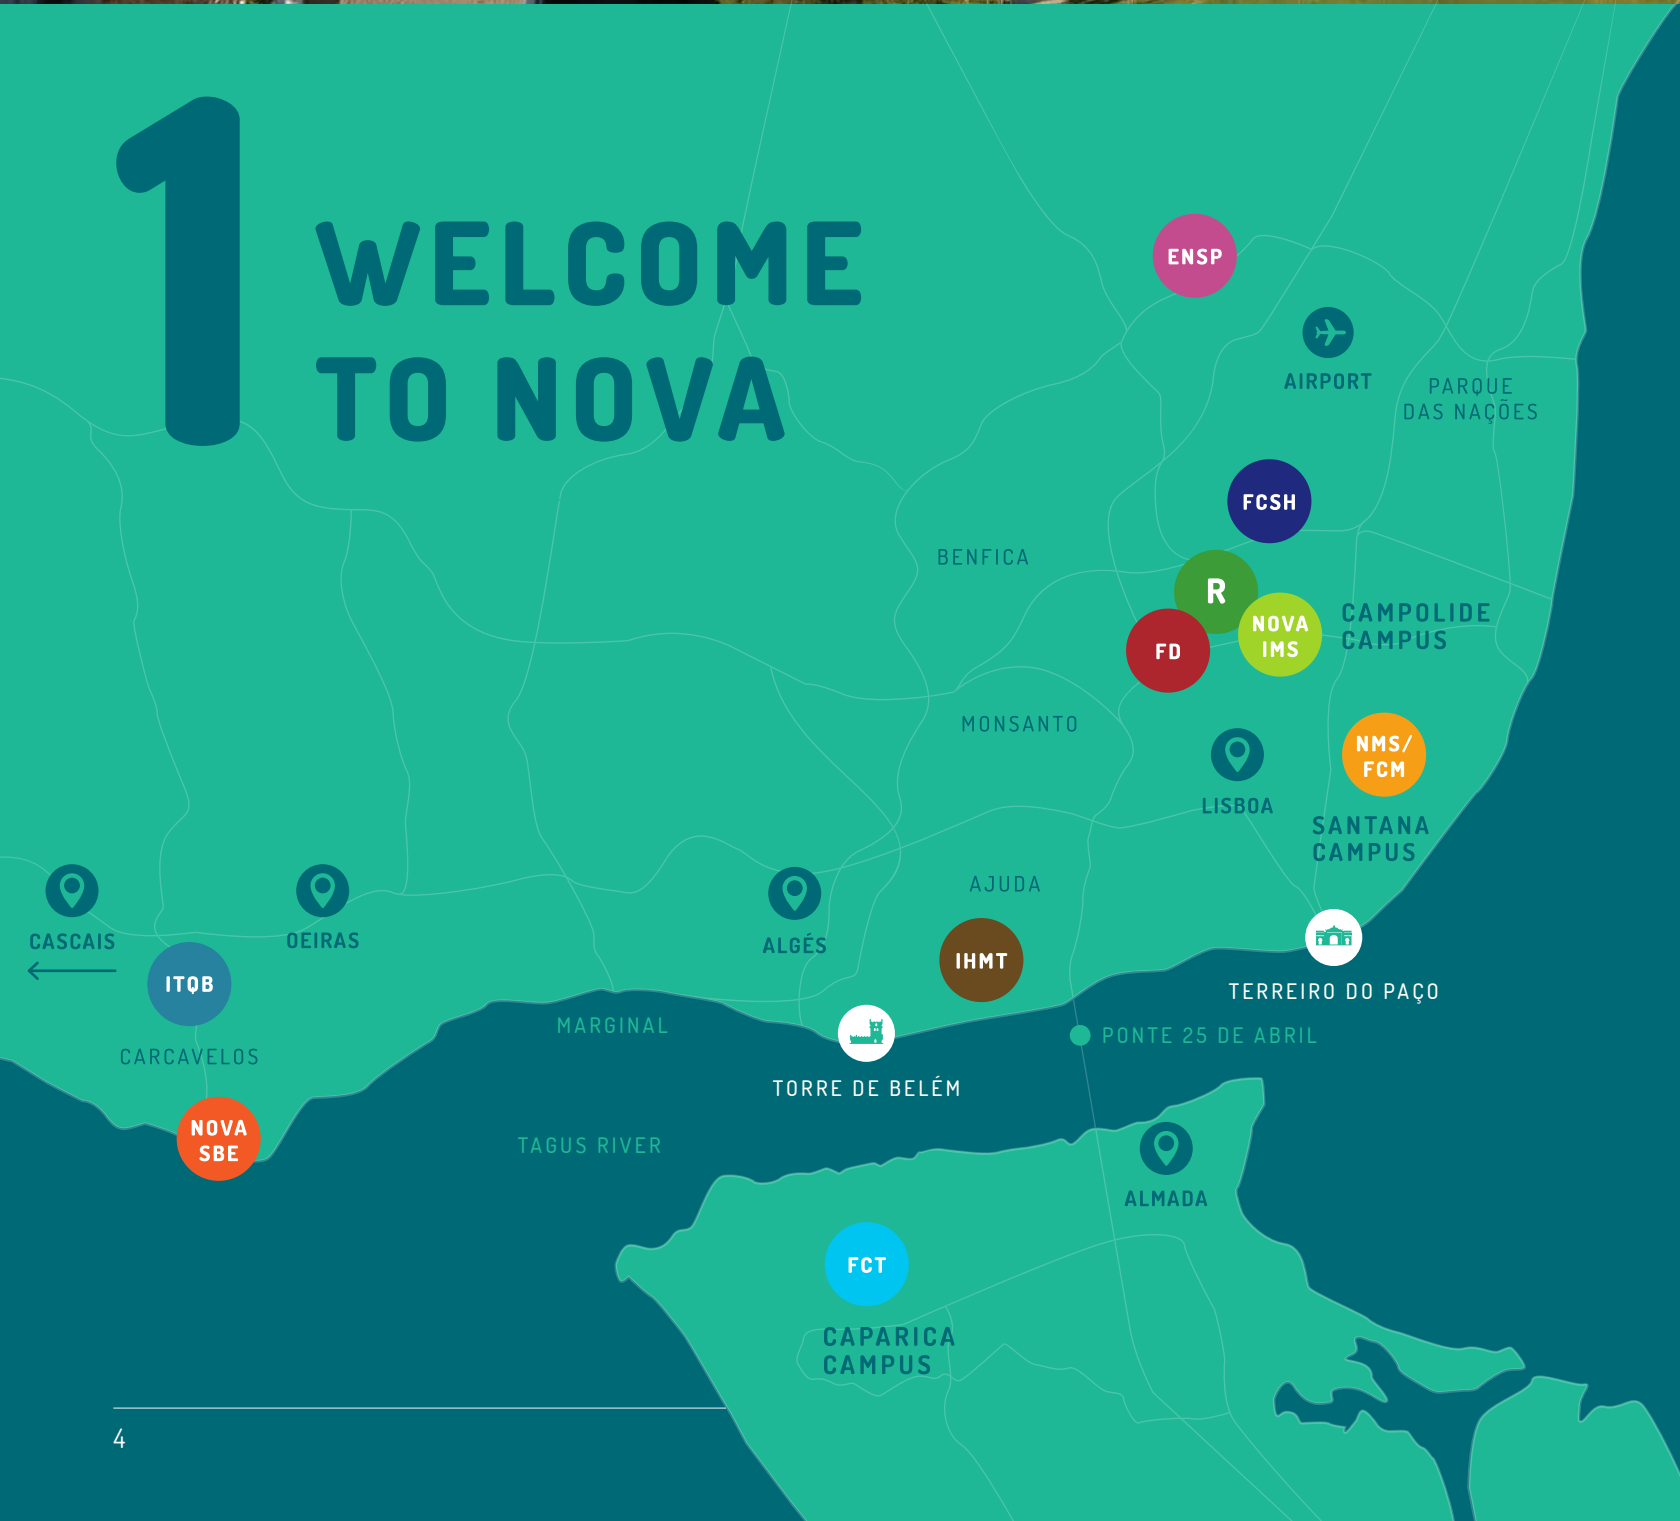 1
WELCOME
TO NOVA
ENSP
AIRPORT
PARQUE
DAS NAÇÕES
FCSH
BENFICA
R
NOVA
IMS
FD
CAMPOLIDE
CAMPUS
MONSANTO
NMS/
FCM
LISBOA
SANTANA
CAMPUS
AJUDA
CASCAIS
OEIRAS
ALGÉS
IHMT
ITQB
TERREIRO DO PAÇO
MARGINAL
PONTE 25 DE ABRIL
CARCAVELOS
TORRE DE BELÉM
NOVA
SBE
TAGUS RIVER
ALMADA
FCT
CAPARICA
CAMPUS
4